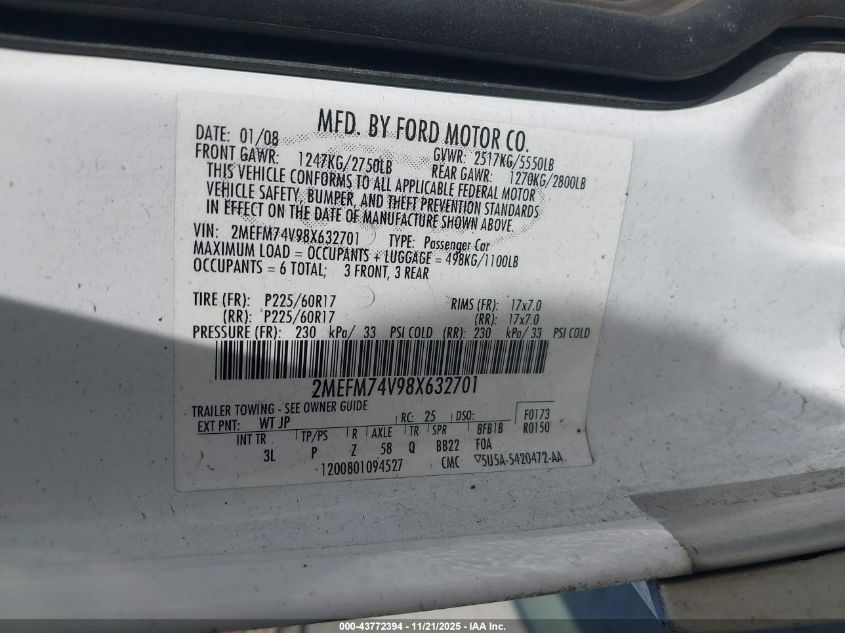 MFD. BY FORD MOTOR CO.
DATE: 01/08 GVWR: 2517KG/5550LB
FRONT GAWR: 1247KG/2750LB REAR GAWR: 1270KG/2800LB
THIS VEHICLE CONFORMS TO ALL APPLICABLE FEDERAL MOTOR
VEHICLE SAFETY, BUMPER, AND THEFT PREVENTION STANDARDS
IN EFFECT ON THE DATE OF MANUFACTURE SHOWN ABOVE.
VIN: 2MEFM74V98X632701 TYPE: Passenger Car
MAXIMUM LOAD = OCCUPANTS + LUGGAGE = 498KG/1100LB
OCCUPANTS = 6 TOTAL; 3 FRONT, 3 REAR
TIRE (FR): P225/60R17 RIMS (FR): 17x7.0
(RR): P225/60R17 (RR): 17x7.0
PRESSURE (FR): 230 kPa/ 33 PSI COLD (RR): 230 kPa/ 33 PSI COLD
2MEFM74V98X632701
TRAILER TOWING - SEE OWNER GUIDE
EXT PNT: WT JP RC: 25 DSO: F0173
R0150
INT TR TP/PS R AXLE TR SPR BFB1B
3L P Z 58 Q BB22 FOA
1200801094527 CMC ▽5U5A-5420472-AA
000-43772394 - 11/21/2025 - IAA Inc.